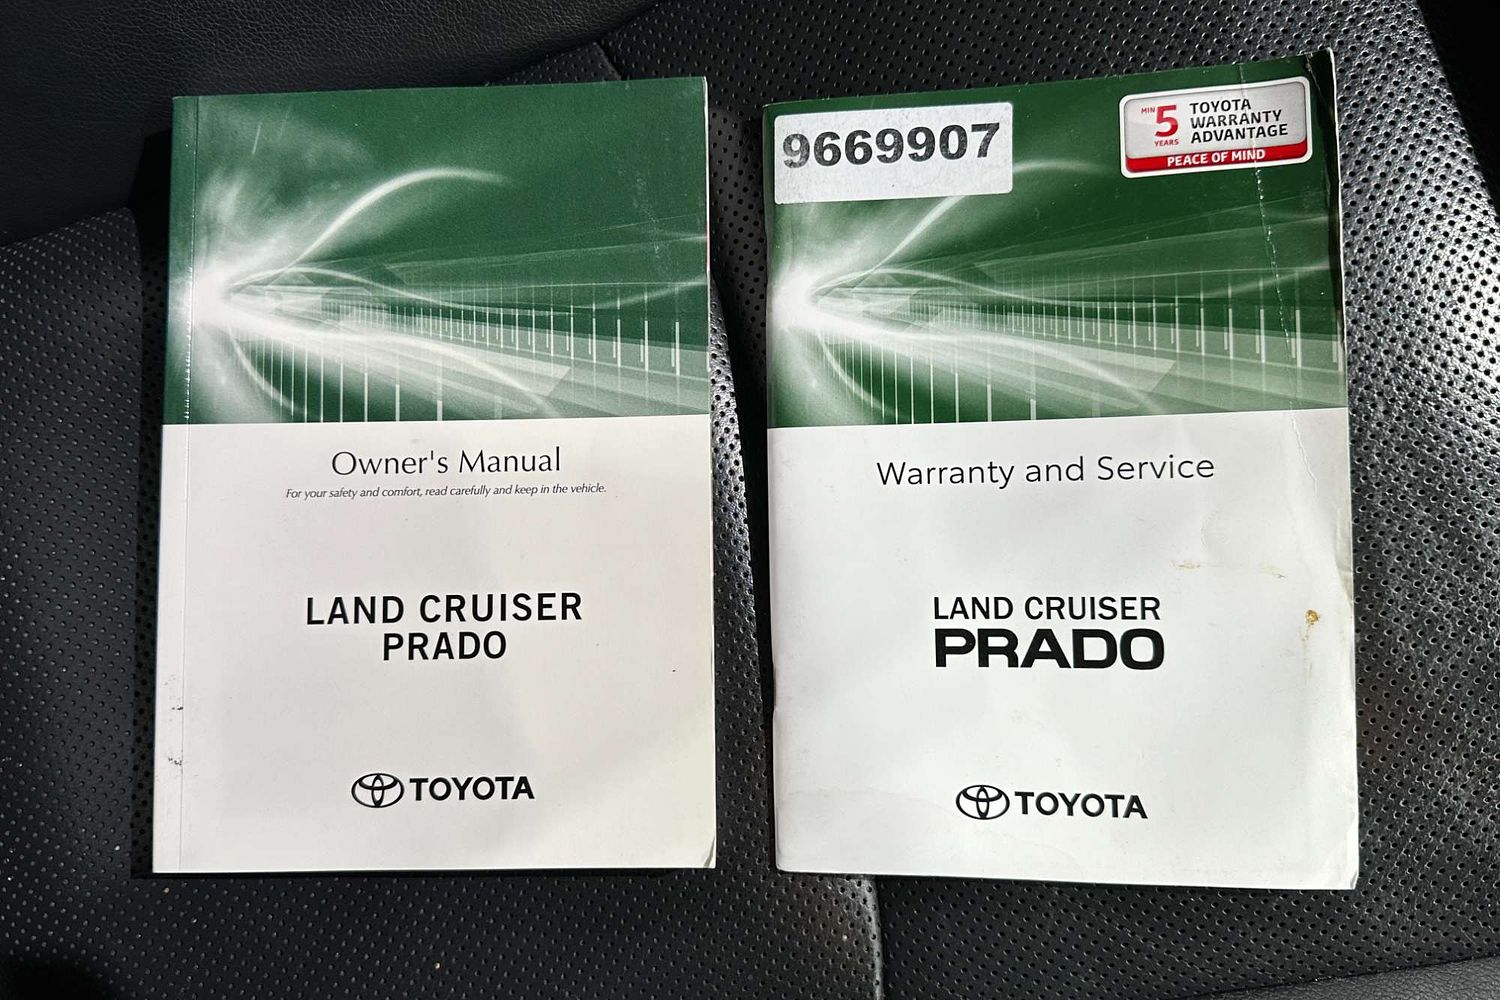 Owner's Manual
For your safety and comfort, read carefully and keep in the vehicle.
LAND CRUISER
PRADO
TOYOTA
9669907
MIN 5 YEARS
TOYOTA
WARRANTY
ADVANTAGE
PEACE OF MIND
Warranty and Service
LAND CRUISER
PRADO
TOYOTA